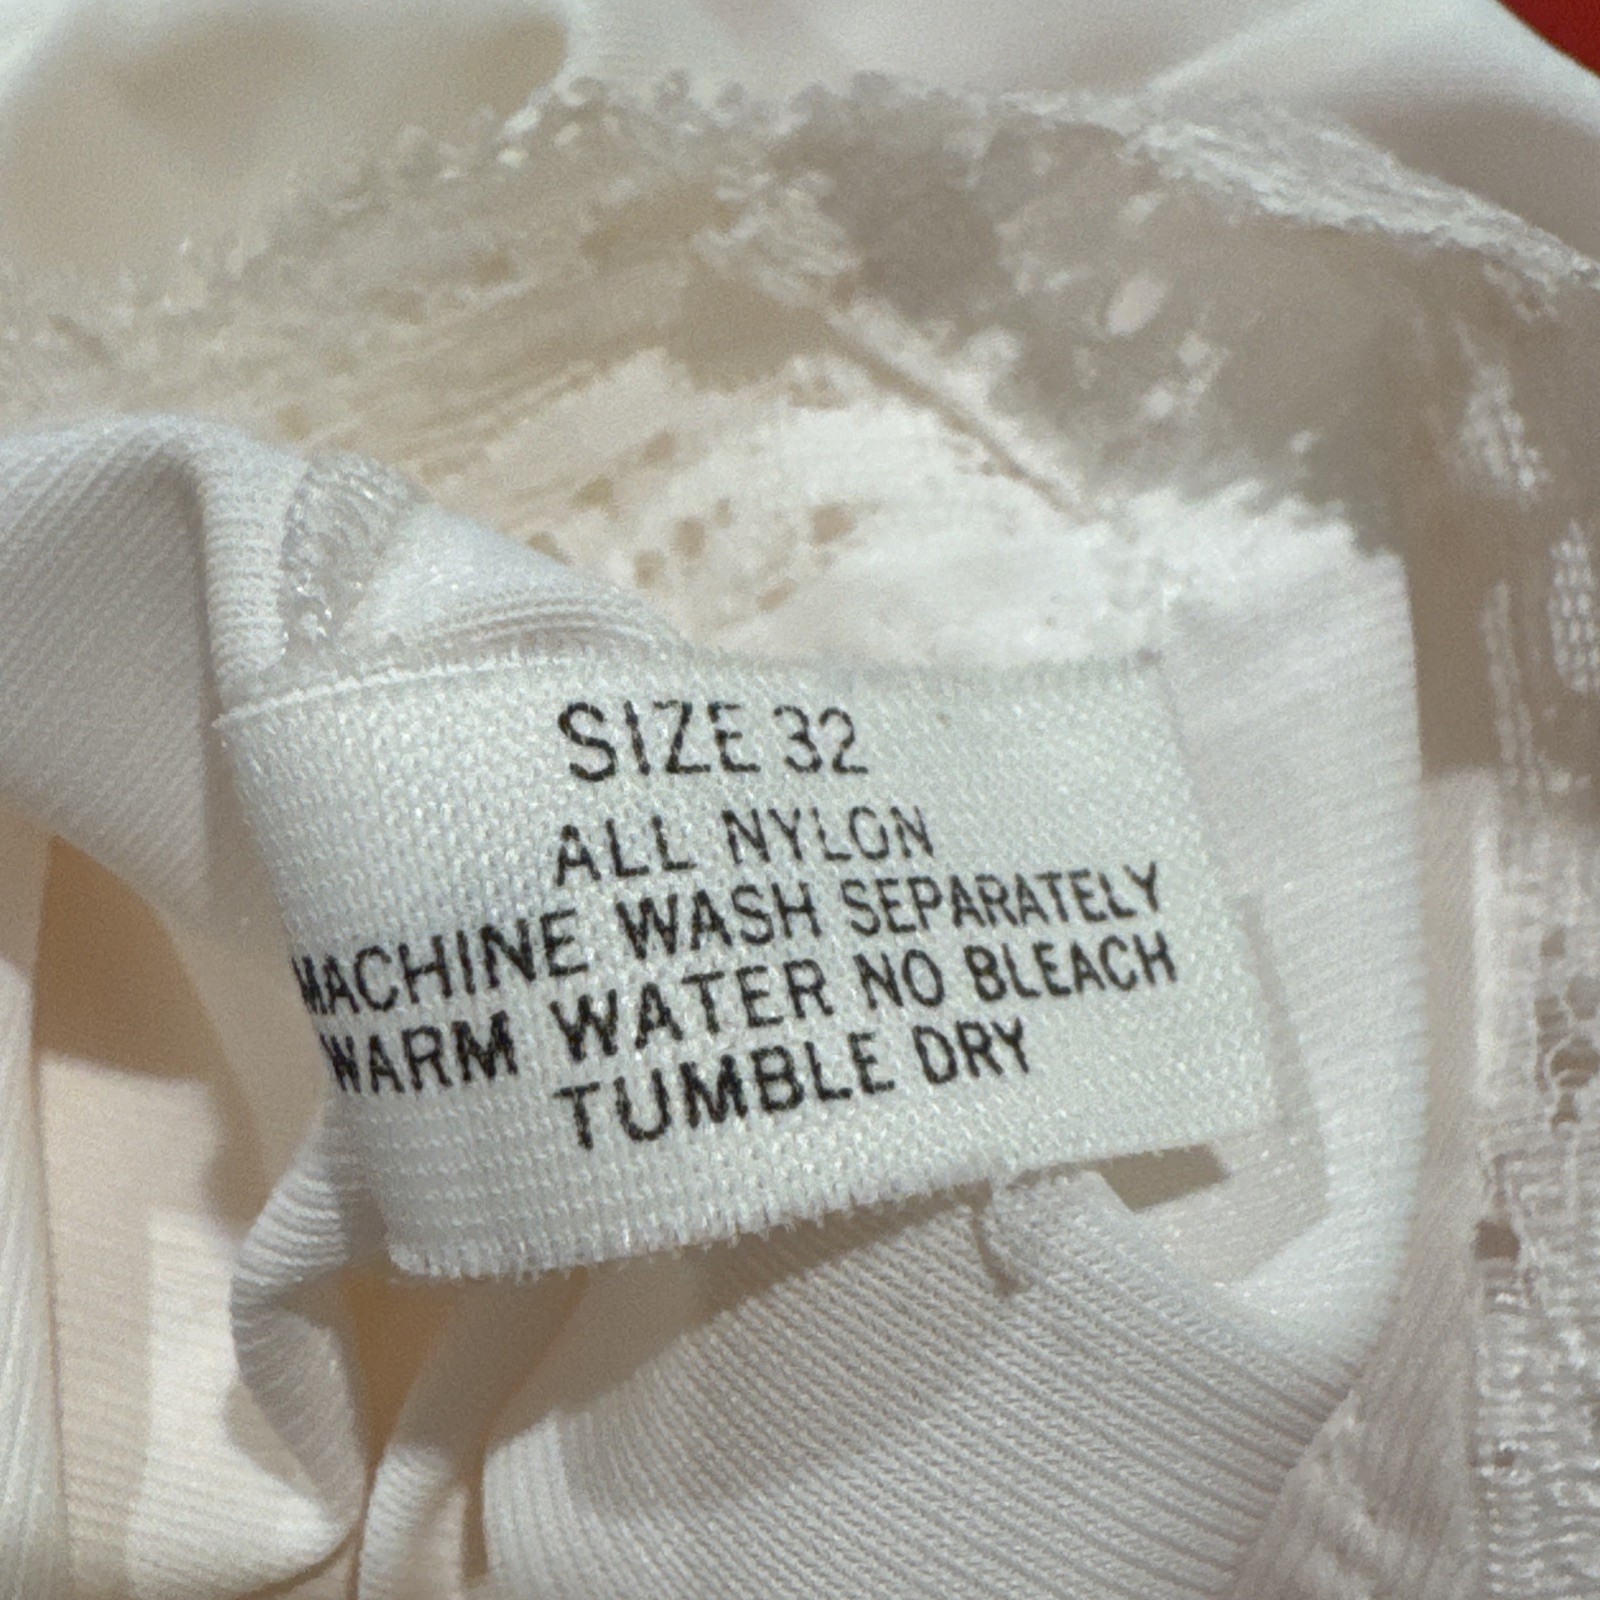 SIZE 32
ALL NYLON
MACHINE WASH SEPARATELY
WARM WATER NO BLEACH
TUMBLE DRY